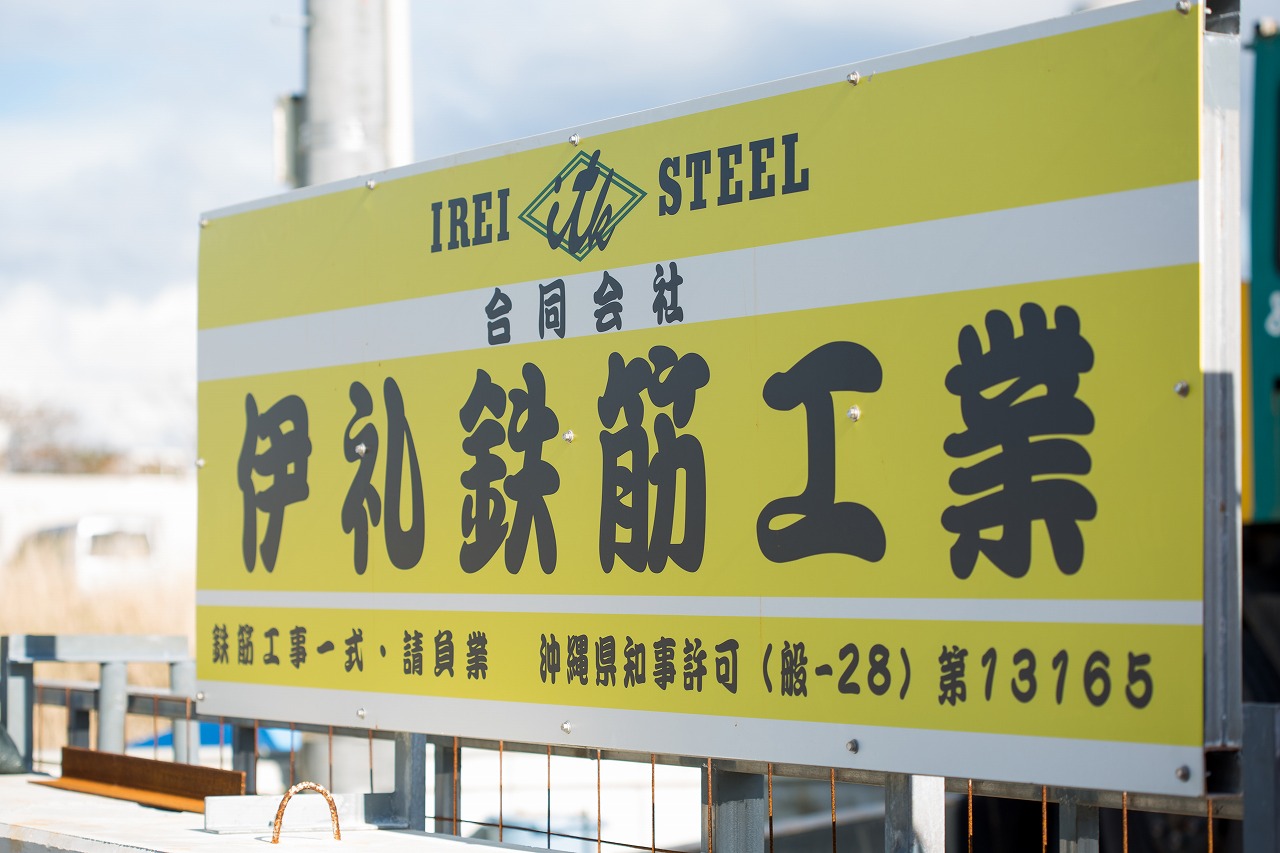 IREI itk STEEL
合同会社
伊礼鉄筋工業
鉄筋工事一式・請負業 沖縄県知事許可(般-28)第13165